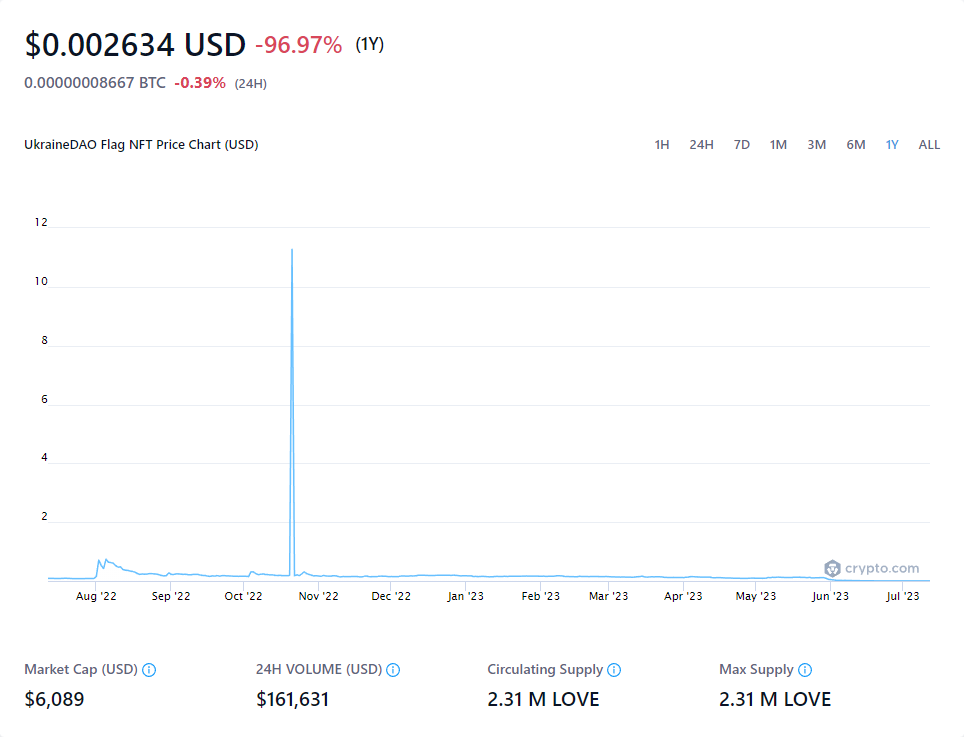 $0.002634 USD -96.97% (1Y)
0.00000008667 BTC -0.39% (24H)
UkraineDAO Flag NFT Price Chart (USD) 1H 24H 7D 1M 3M 6M 1Y ALL
12
10
8
6
4
2
crypto.com
Aug '22 Sep '22 Oct '22 Nov '22 Dec '22 Jan '23 Feb '23 Mar '23 Apr '23 May '23 Jun '23 Jul '23
Market Cap (USD) 24H VOLUME (USD) Circulating Supply Max Supply
$6,089 $161,631 2.31 M LOVE 2.31 M LOVE